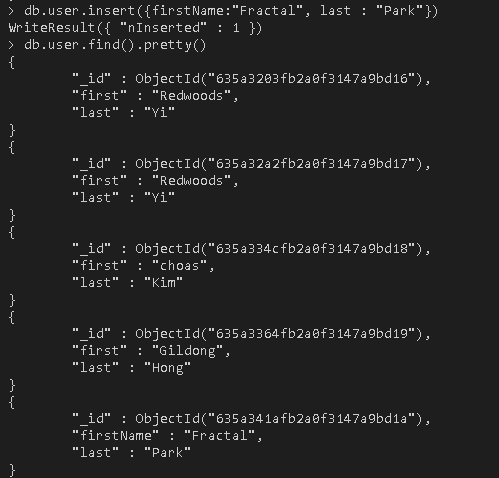 > db.user.insert({firstName:"Fractal", last : "Park"})
WriteResult({ "nInserted" : 1 })
> db.user.find().pretty()
{
        "_id" : ObjectId("635a3203fb2a0f3147a9bd16"),
        "first" : "Redwoods",
        "last" : "Yi"
}
{
        "_id" : ObjectId("635a32a2fb2a0f3147a9bd17"),
        "first" : "Redwoods",
        "last" : "Yi"
}
{
        "_id" : ObjectId("635a334cfb2a0f3147a9bd18"),
        "first" : "choas",
        "last" : "Kim"
}
{
        "_id" : ObjectId("635a3364fb2a0f3147a9bd19"),
        "first" : "Gildong",
        "last" : "Hong"
}
{
        "_id" : ObjectId("635a341afb2a0f3147a9bd1a"),
        "firstName" : "Fractal",
        "last" : "Park"
}